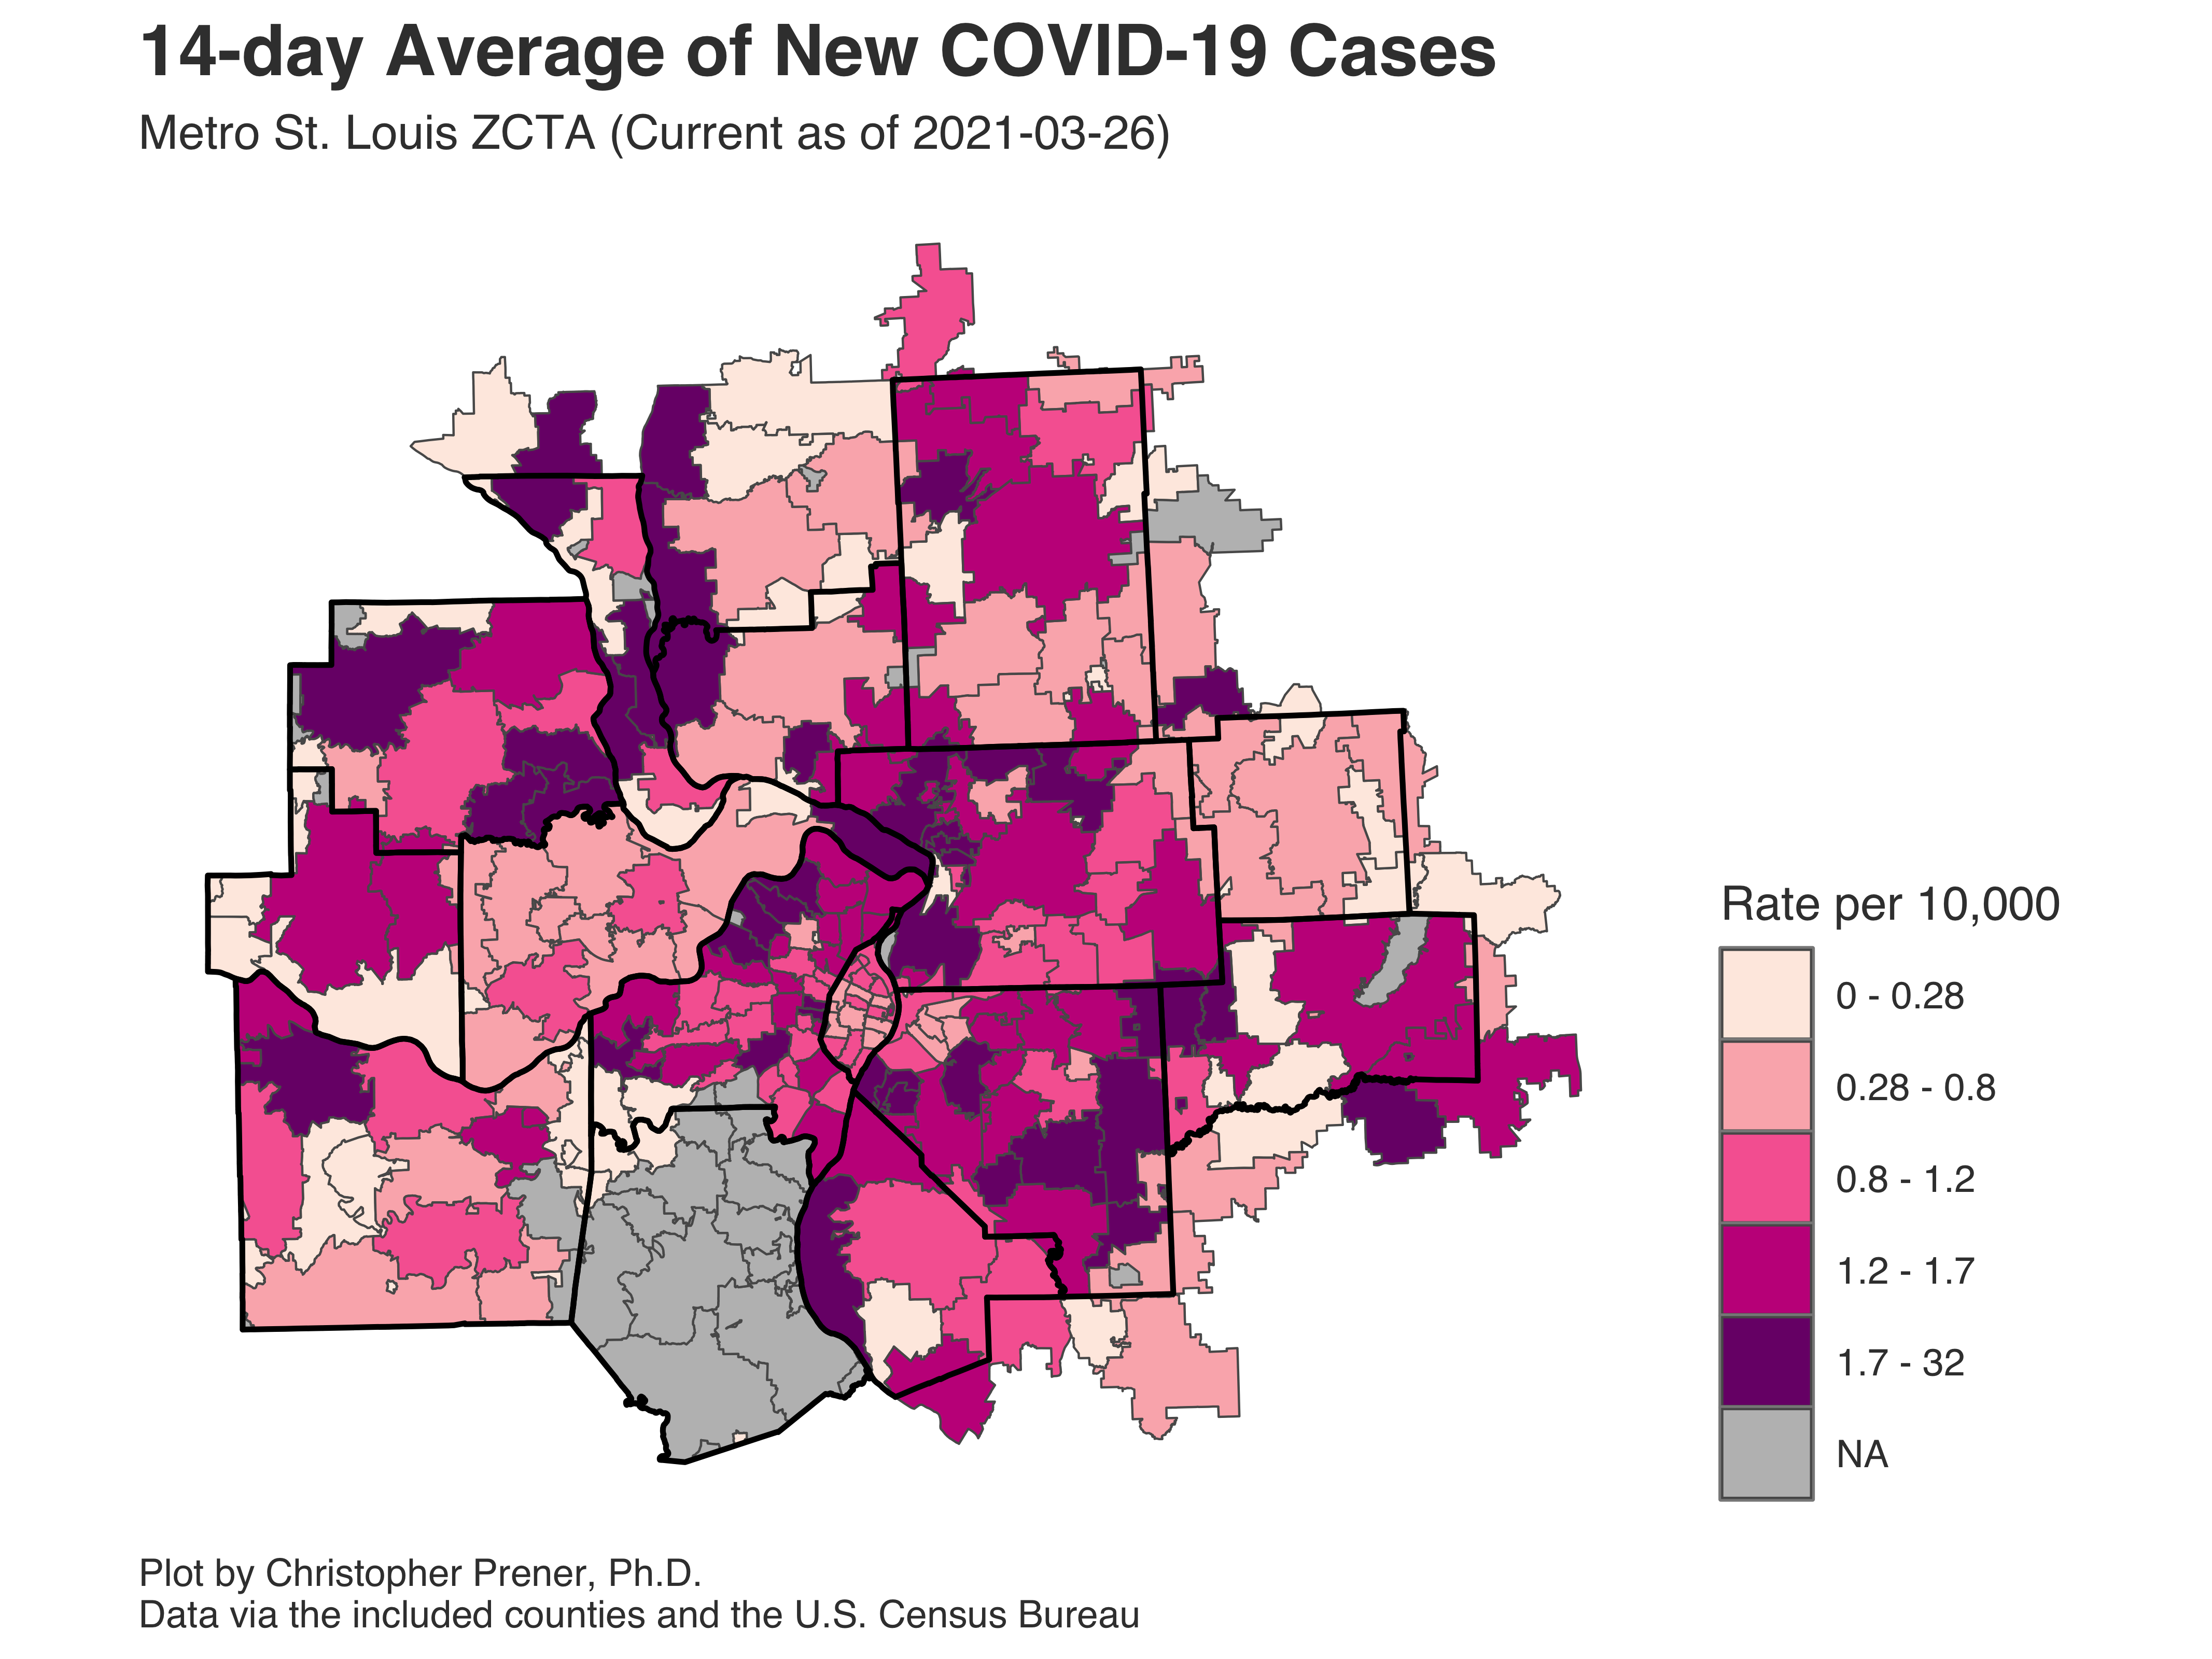 14-day Average of New COVID-19 Cases
Metro St. Louis ZCTA (Current as of 2021-03-26)
Rate per 10,000
0 - 0.28
0.28 - 0.8
0.8 - 1.2
1.2 - 1.7
1.7 - 32
NA
Plot by Christopher Prener, Ph.D.
Data via the included counties and the U.S. Census Bureau